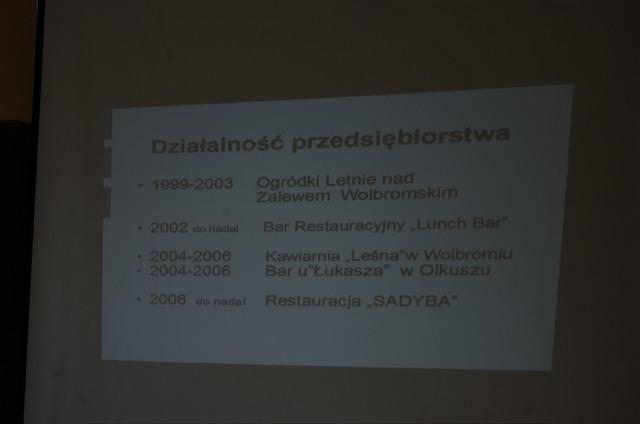 Działalność przedsiębiorstwa
• 1999-2003 Ogródki Letnie nad
Zalewem Wolbromskim
• 2002 do nadal Bar Restauracyjny „Lunch Bar"
• 2004-2006 Kawiarnia „Leśna"w Wolbromiu
• 2004-2006 Bar u"Łukasza" w Olkuszu
• 2006 do nadal Restauracja „SADYBA"